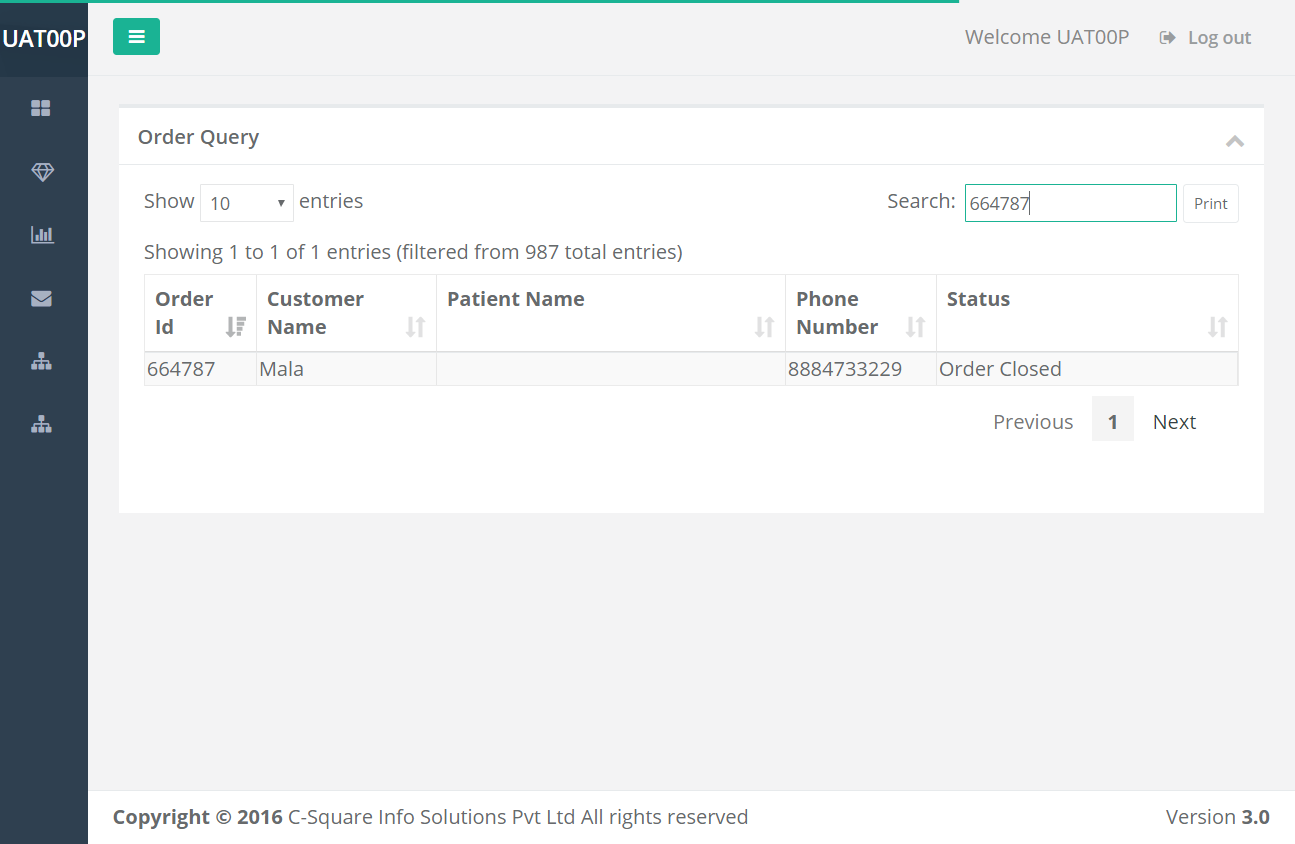 UAT00P
Welcome UAT00P Log out
Order Query
Show 10 entries Search: 664787 Print
Showing 1 to 1 of 1 entries (filtered from 987 total entries)
Order Id Customer Name Patient Name Phone Number Status
664787 Mala 8884733229 Order Closed
Previous 1 Next
Copyright © 2016 C-Square Info Solutions Pvt Ltd All rights reserved Version 3.0